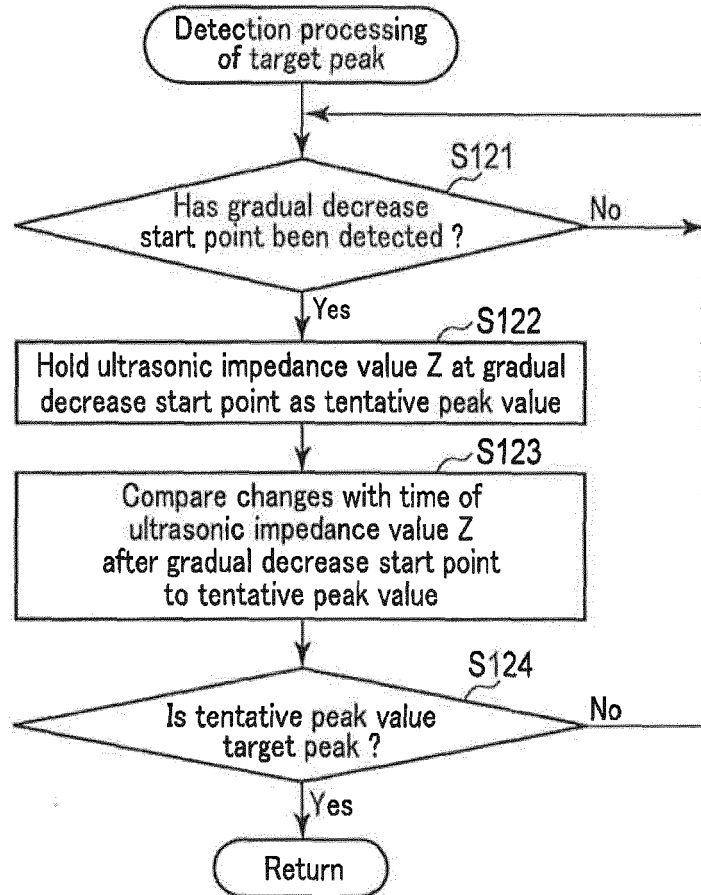 Detection processing
of target peak
S121
Has gradual decrease
start point been detected ?
No
Yes
S122
Hold ultrasonic impedance value Z at gradual
decrease start point as tentative peak value
S123
Compare changes with time of
ultrasonic impedance value Z
after gradual decrease start point
to tentative peak value
S124
Is tentative peak value
target peak ?
No
Yes
Return